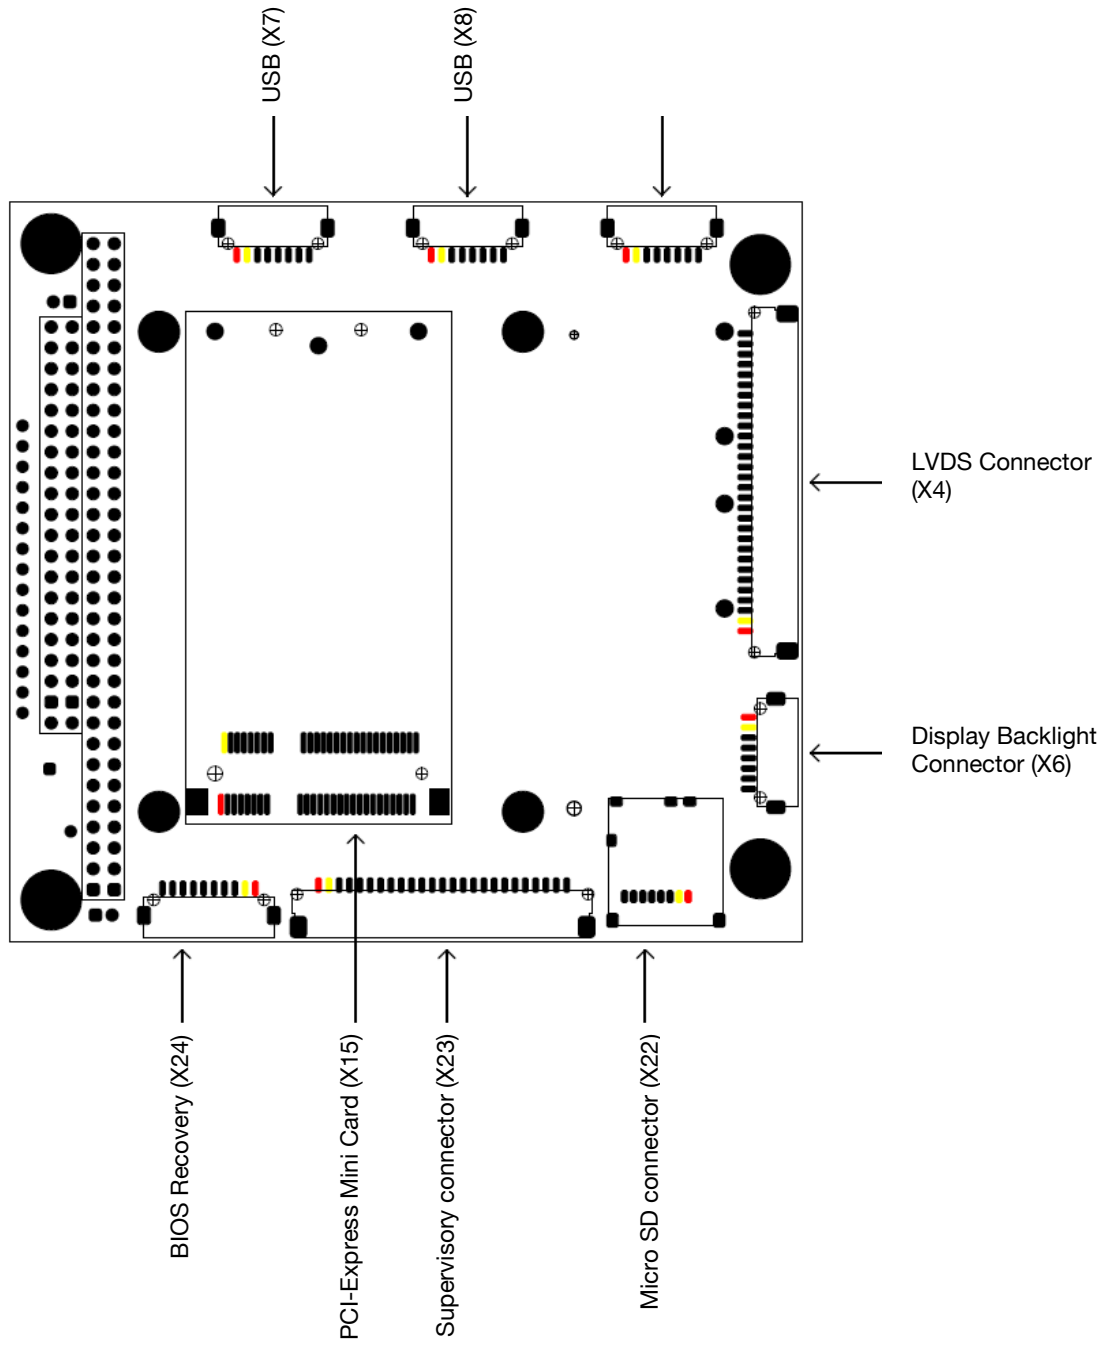 USB (X7)
USB (X8)
LVDS Connector
(X4)
Display Backlight
Connector (X6)
BIOS Recovery (X24)
PCI-Express Mini Card (X15)
Supervisory connector (X23)
Micro SD connector (X22)